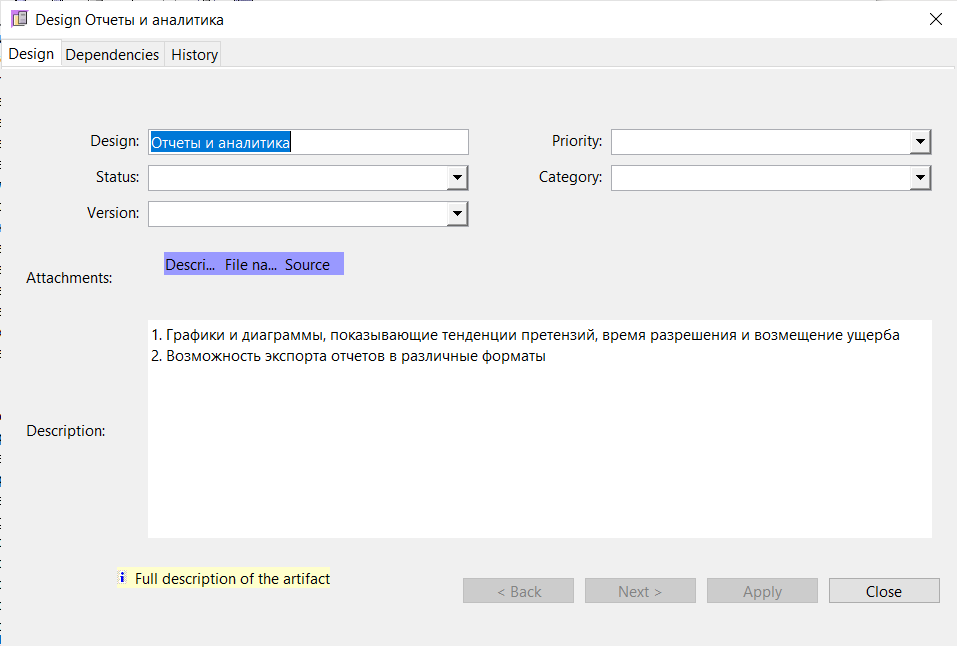 Design Отчеты и аналитика
Design Dependencies History
Design: Отчеты и аналитика Priority:
Status: Category:
Version:
Attachments: Descri... File na... Source
1. Графики и диаграммы, показывающие тенденции претензий, время разрешения и возмещение ущерба
2. Возможность экспорта отчетов в различные форматы
Description:
Full description of the artifact
< Back Next > Apply Close